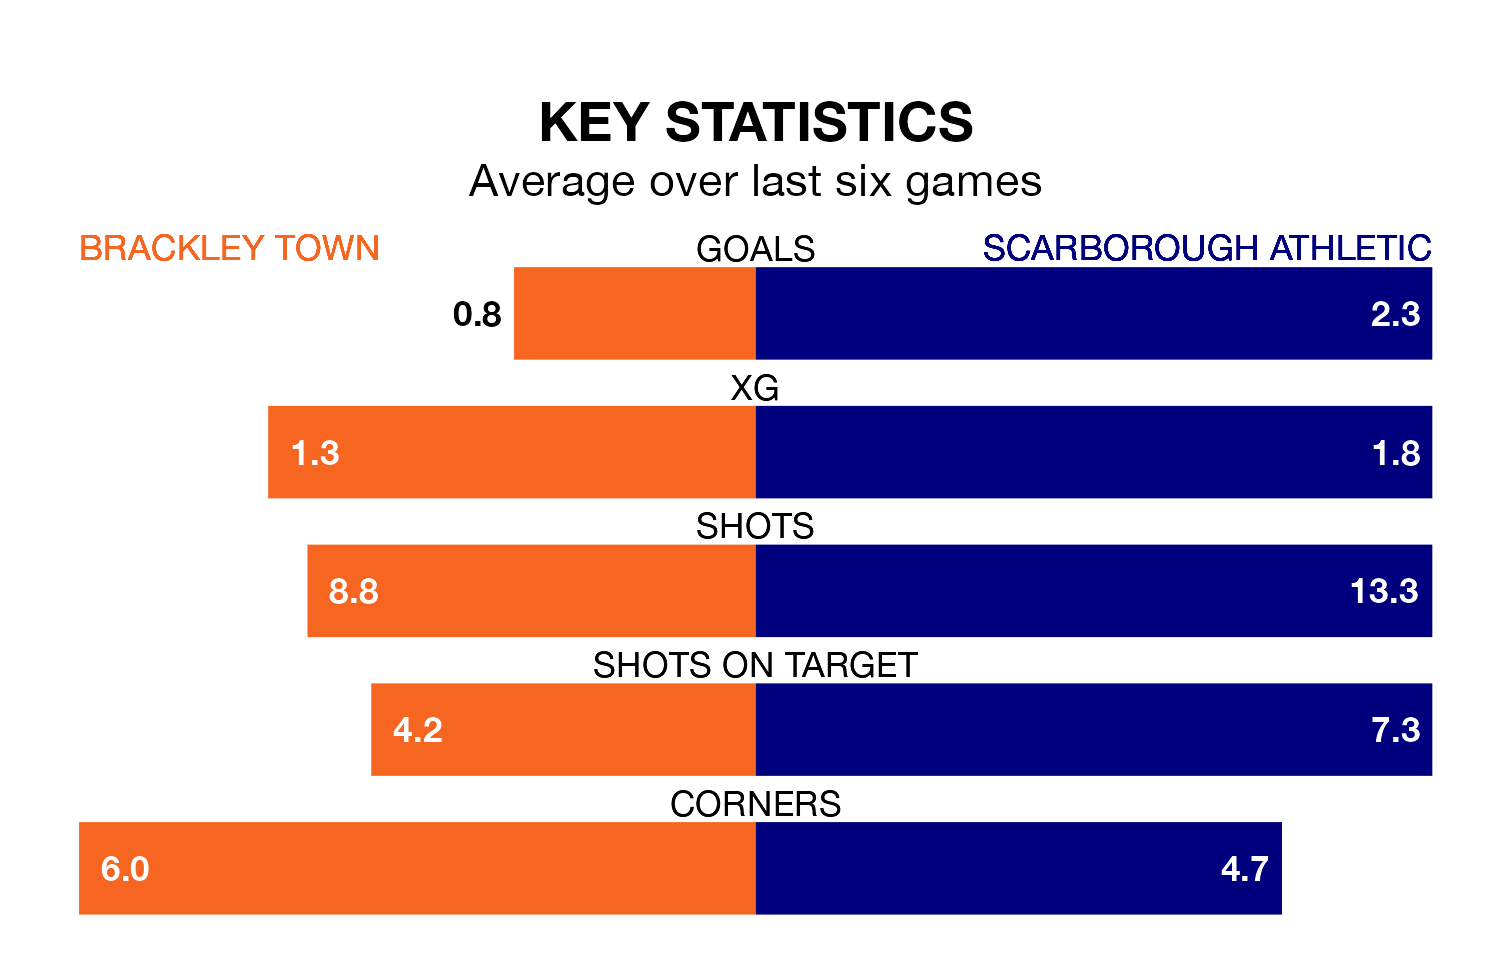 KEY STATISTICS
Average over last six games
BRACKLEY TOWN GOALS SCARBOROUGH ATHLETIC
0.8 2.3
XG
1.3 1.8
SHOTS
8.8 13.3
SHOTS ON TARGET
4.2 7.3
CORNERS
6.0 4.7